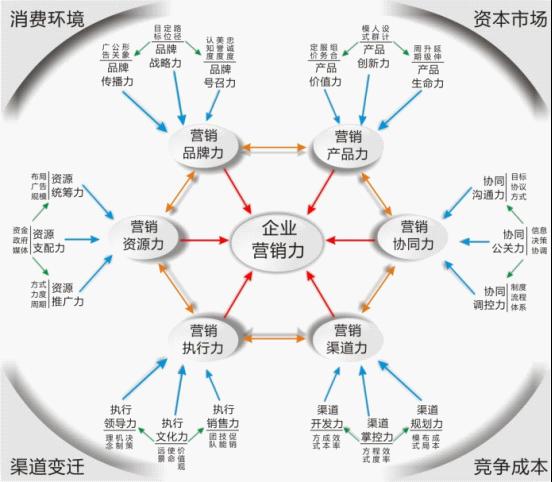 消费环境
资本市场
目定路
标位径
品牌
战略力
广公形
告关象
品牌
传播力
认美忠
知誉诚
度度度
品牌
号召力
模人设
式群计
产品
创新力
定服组
价务合
产品
价值力
周升延
期级伸
产品
生命力
营销
品牌力
营销
产品力
布局
广告
规模
资源
统筹力
资金
政府
媒体
资源
支配力
方式
力度
周期
资源
推广力
营销
资源力
企业
营销力
营销
协同力
协同
沟通力
目标
协议
方式
协同
公关力
信息
决策
协调
协同
调控力
制度
流程
体系
营销
执行力
营销
渠道力
执行
领导力
理机决
念制策
执行
文化力
远使价
景命值
观
执行
销售力
团技促
队能销
渠道
开发力
方成效
式本率
渠道
掌控力
方程效
式度率
渠道
规划力
模布成
式局本
渠道变迁
竞争成本